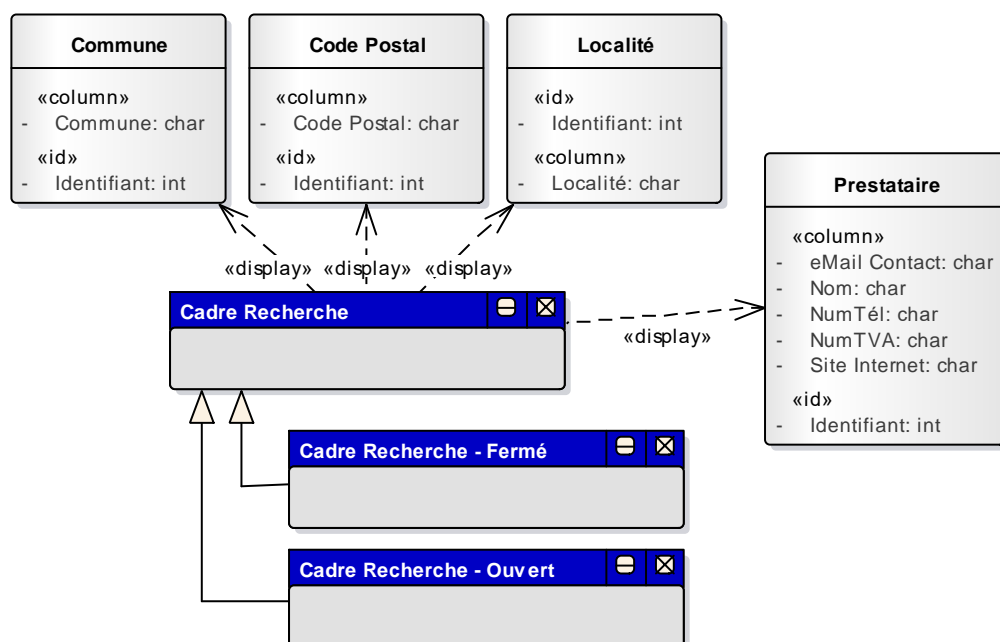 Commune
«column»
- Commune: char
«id»
- Identifiant: int
Code Postal
«column»
- Code Postal: char
«id»
- Identifiant: int
Localité
«id»
- Identifiant: int
«column»
- Localité: char
Prestataire
«column»
- eMail Contact: char
- Nom: char
- NumTél: char
- NumTVA: char
- Site Internet: char
«id»
- Identifiant: int
«display»
«display»
«display»
«display»
Cadre Recherche
Cadre Recherche - Fermé
Cadre Recherche - Ouvert